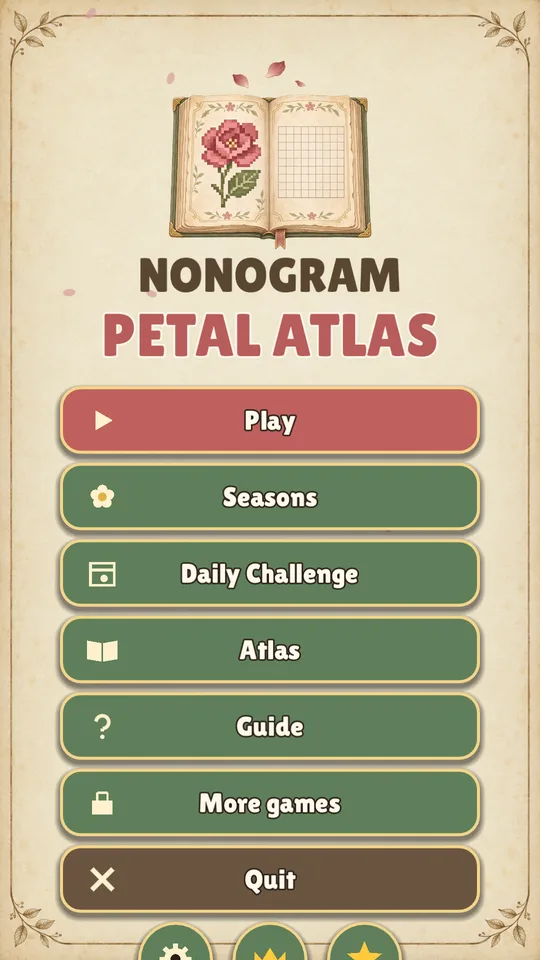 NONOGRAM
PETAL ATLAS
Play
Seasons
Daily Challenge
Atlas
Guide
More games
Quit